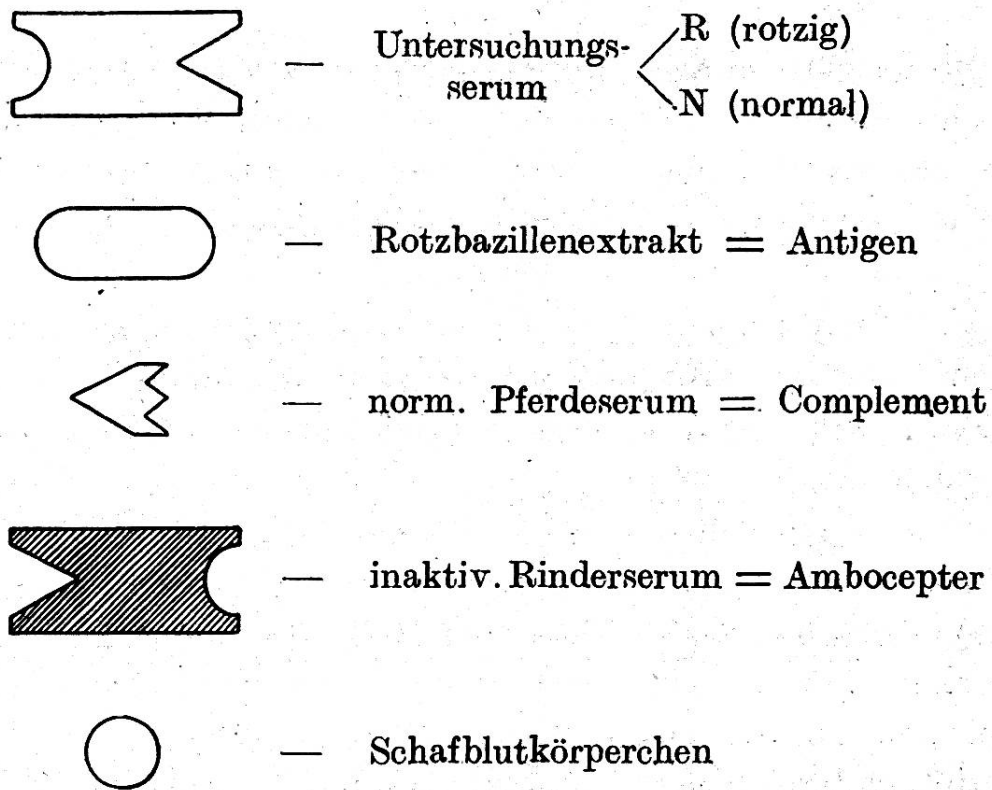 — Untersuchungs- R (rotzig)
serum N (normal)
— Rotzbazillenextrakt = Antigen
— norm. Pferdeserum = Complement
— inaktiv. Rinderserum = Ambocepter
— Schafblutkörperchen